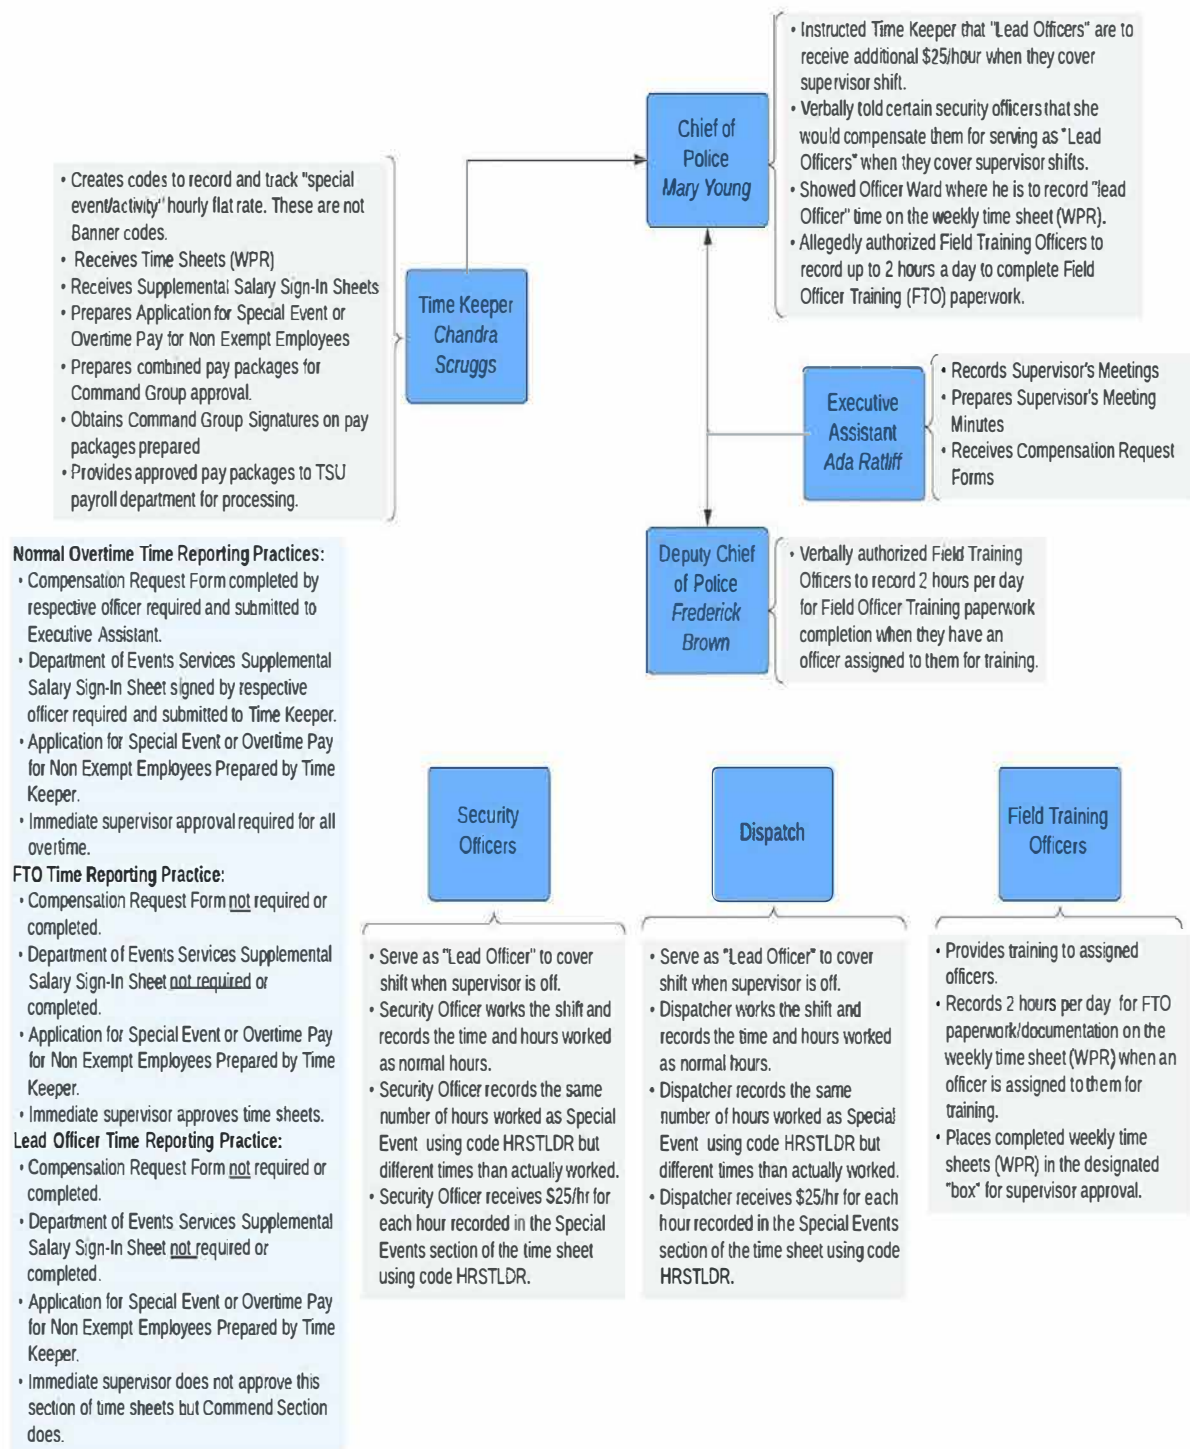 • Instructed Time Keeper that "Lead Officers" are to
receive additional $25/hour when they cover
supervisor shift.
• Verbally told certain security officers that she
would compensate them for serving as "Lead
Officers" when they cover supervisor shifts.
• Showed Officer Ward where he is to record "lead
Officer" time on the weekly time sheet (WPR).
• Allegedly authorized Field Training Officers to
record up to 2 hours a day to complete Field
Officer Training (FTO) paperwork.
Chief of
Police
Mary Young
• Creates codes to record and track "special
event/activity" hourly flat rate. These are not
Banner codes.
• Receives Time Sheets (WPR)
• Receives Supplemental Salary Sign-In Sheets
• Prepares Application for Special Event or
Overtime Pay for Non Exempt Employees
• Prepares combined pay packages for
Command Group approval.
• Obtains Command Group Signatures on pay
packages prepared
• Provides approved pay packages to TSU
payroll department for processing.
Time Keeper
Chandra
Scruggs
Executive
Assistant
Ada Ratliff
• Records Supervisor's Meetings
• Prepares Supervisor's Meeting
Minutes
• Receives Compensation Request
Forms
Deputy Chief
of Police
Frederick
Brown
• Verbally authorized Field Training
Officers to record 2 hours per day
for Field Officer Training paperwork
completion when they have an
officer assigned to them for training.
Normal Overtime Time Reporting Practices:
• Compensation Request Form completed by
respective officer required and submitted to
Executive Assistant.
• Department of Events Services Supplemental
Salary Sign-In Sheet signed by respective
officer required and submitted to Time Keeper.
• Application for Special Event or Overtime Pay
for Non Exempt Employees Prepared by Time
Keeper.
• Immediate supervisor approval required for all
overtime.
FTO Time Reporting Practice:
• Compensation Request Form not required or
completed.
• Department of Events Services Supplemental
Salary Sign-In Sheet not required or
completed.
• Application for Special Event or Overtime Pay
for Non Exempt Employees Prepared by Time
Keeper.
• Immediate supervisor approves time sheets.
Lead Officer Time Reporting Practice:
• Compensation Request Form not required or
completed.
• Department of Events Services Supplemental
Salary Sign-In Sheet not required or
completed.
• Application for Special Event or Overtime Pay
for Non Exempt Employees Prepared by Time
Keeper.
• Immediate supervisor does not approve this
section of time sheets but Commend Section
does.
Security
Officers
• Serve as "Lead Officer" to cover
shift when supervisor is off.
• Security Officer works the shift and
records the time and hours worked
as normal hours.
• Security Officer records the same
number of hours worked as Special
Event using code HRSTLDR but
different times than actually worked.
• Security Officer receives $25/hr for
each hour recorded in the Special
Events section of the time sheet
using code HRSTLDR.
Dispatch
• Serve as "Lead Officer" to cover
shift when supervisor is off.
• Dispatcher works the shift and
records the time and hours worked
as normal hours.
• Dispatcher records the same
number of hours worked as Special
Event using code HRSTLDR but
different times than actually worked.
• Dispatcher receives $25/hr for each
hour recorded in the Special Events
section of the time sheet using code
HRSTLDR.
Field Training
Officers
• Provides training to assigned
officers.
• Records 2 hours per day for FTO
paperwork/documentation on the
weekly time sheet (WPR) when an
officer is assigned to them for
training.
• Places completed weekly time
sheets (WPR) in the designated
"box" for supervisor approval.